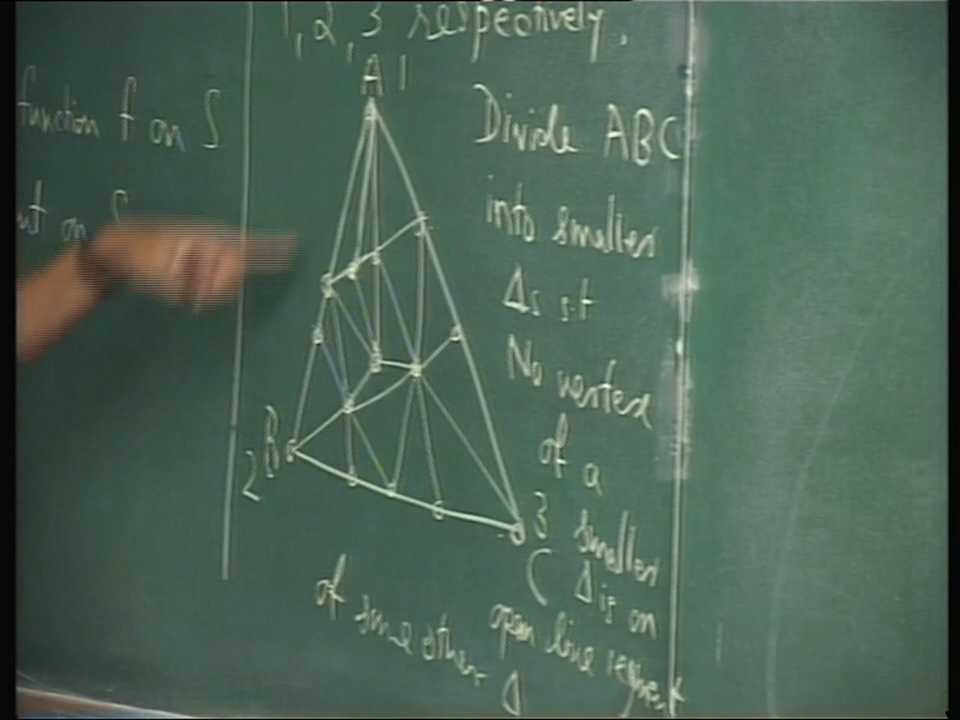 1, 2, 3 respectively.
function f on S
on S
A 1
Divide ABC
into smaller
Δs s.t
No vertex
of a
smaller
Δ is on
open line segment
of some other Δ
2 B
3
C